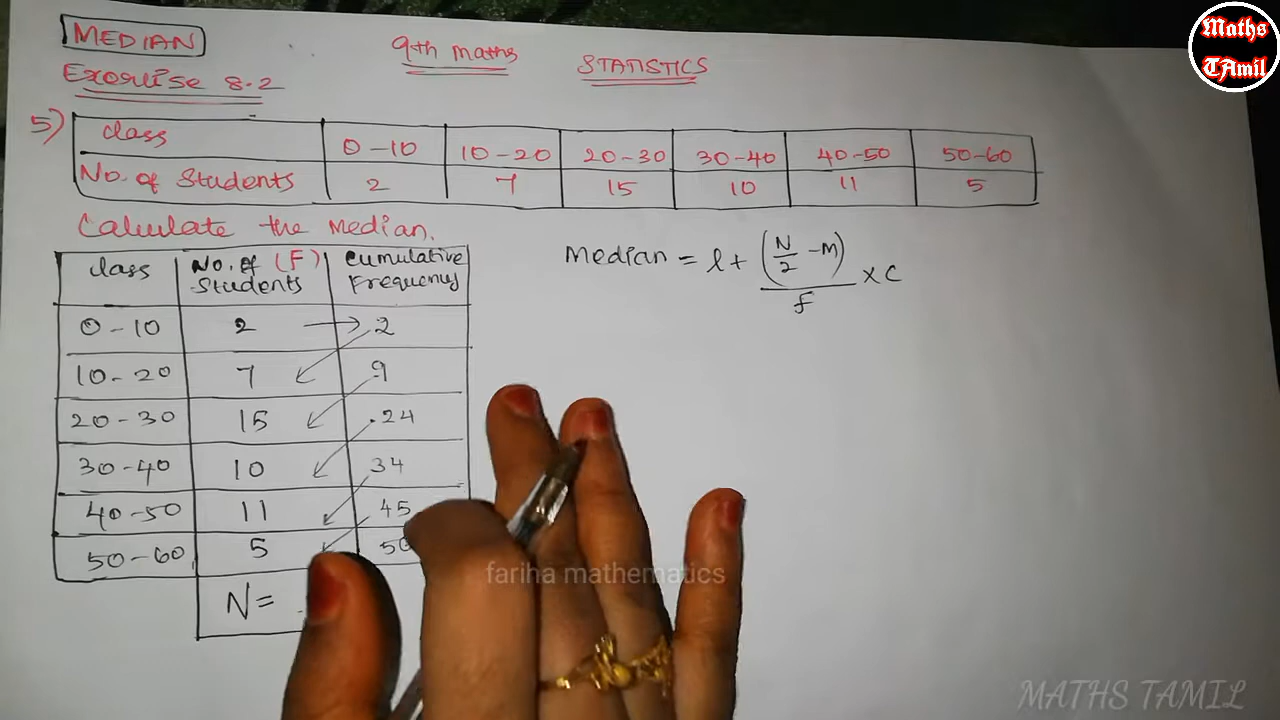 Maths
TAmil
MEDIAN
9th maths
STATISTICS
Exercise 8.2
5)
class 0-10 10-20 20-30 30-40 40-50 50-60
No. of Students 2 7 15 10 11 5
Calculate the Median.
class No. of (F) Students Cumulative Frequency
0-10 2 2
10-20 7 9
20-30 15 24
30-40 10 34
40-50 11 45
50-60 5 50
N=
Median = l + (N/2 - m) / f x c
fariha mathematics
MATHS TAMIL